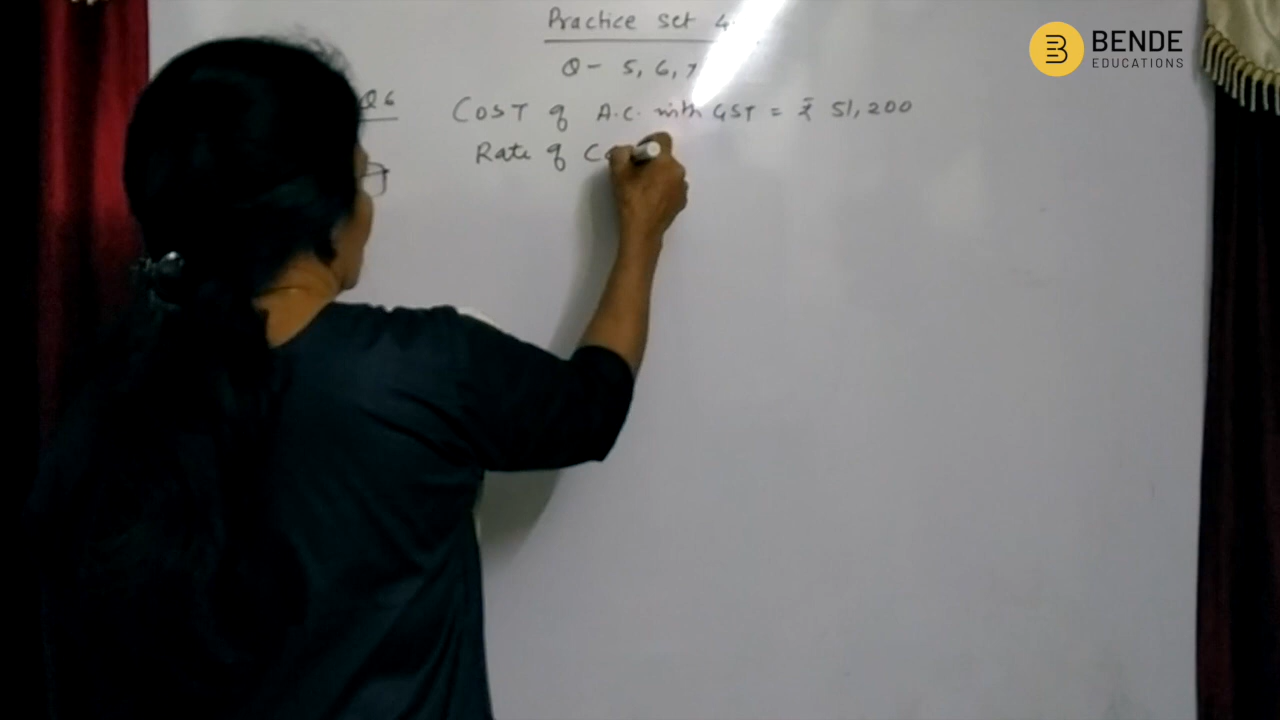 Practice set 4.
Q - 5, 6, 7
BENDE
EDUCATIONS
Q6
COST of A.C. with GST = ₹ 51,200
Rate of